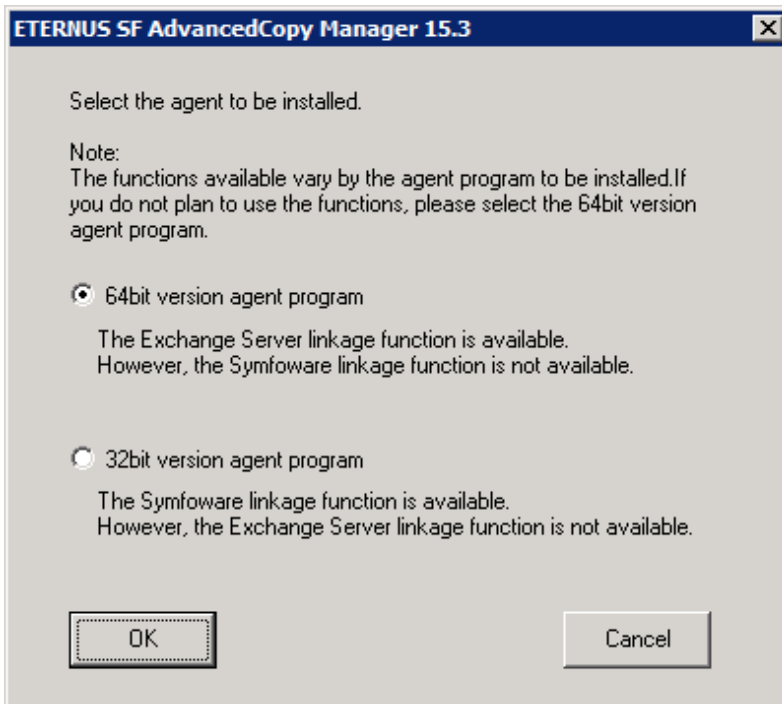 ETERNUS SF AdvancedCopy Manager 15.3
Select the agent to be installed.
Note:
The functions available vary by the agent program to be installed.If
you do not plan to use the functions, please select the 64bit version
agent program.
64bit version agent program
The Exchange Server linkage function is available.
However, the Symfoware linkage function is not available.
32bit version agent program
The Symfoware linkage function is available.
However, the Exchange Server linkage function is not available.
OK
Cancel